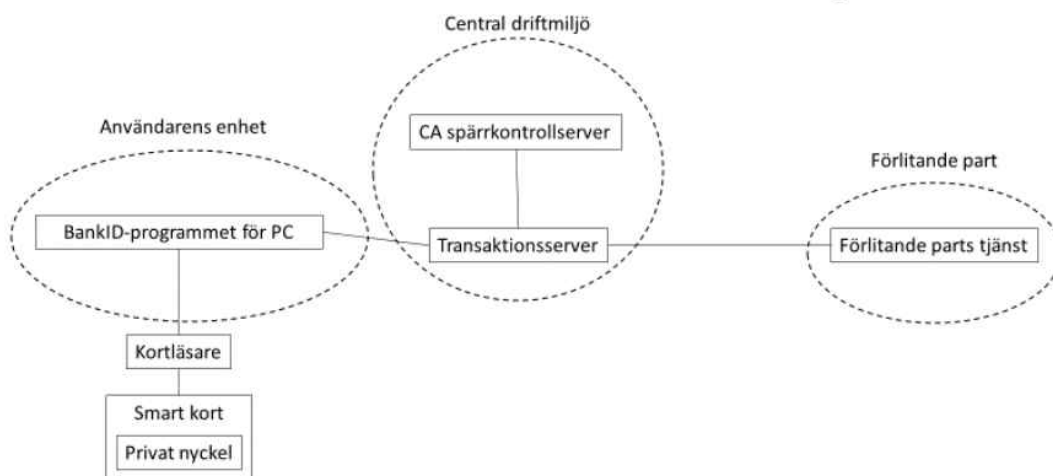 Central driftmiljö
Användarens enhet
CA spärrkontrollserver
Förlitande part
BankID-programmet för PC
Transaktionsserver
Förlitande parts tjänst
Kortläsare
Smart kort
Privat nyckel